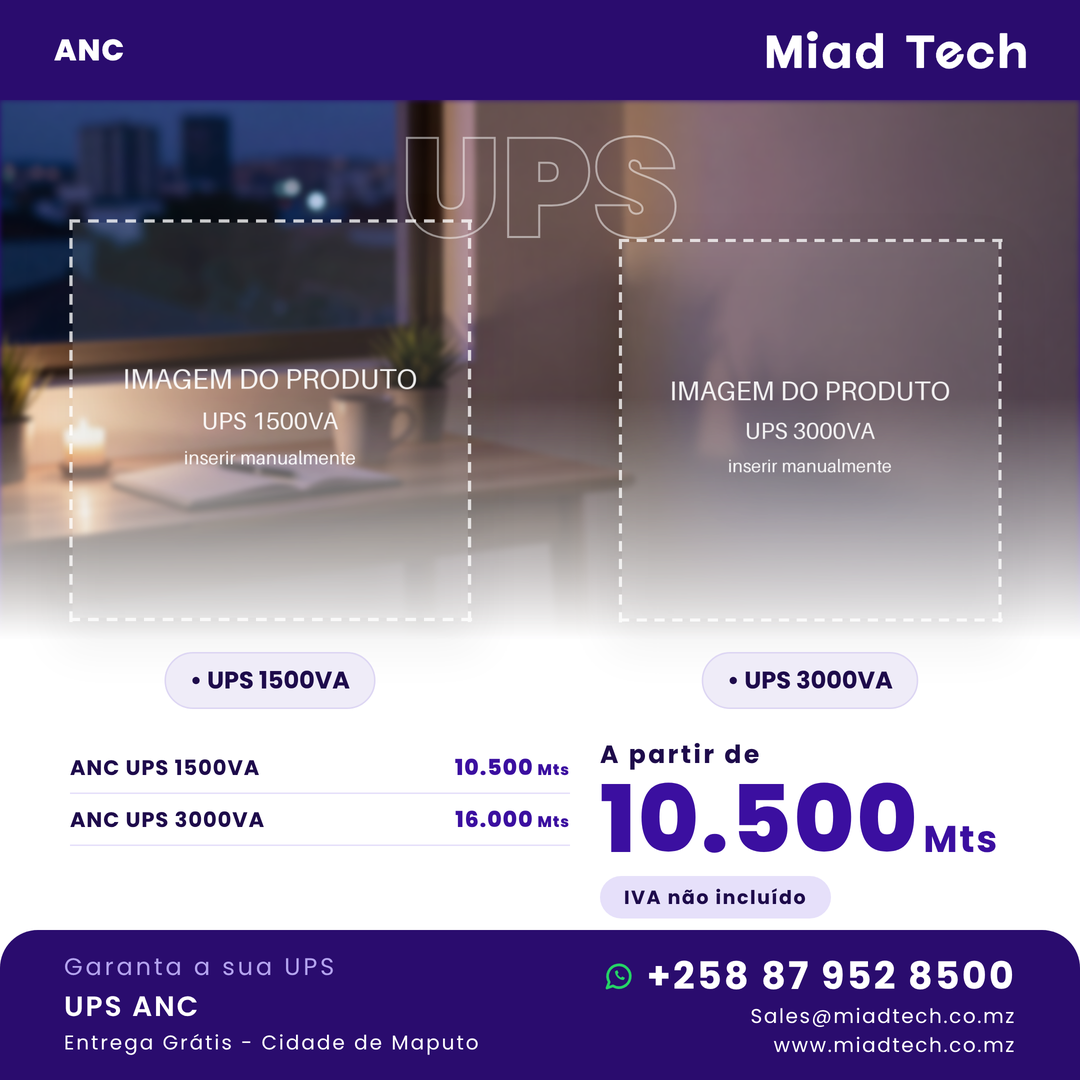 ANC
Miad Tech
UPS
IMAGEM DO PRODUTO
UPS 1500VA
inserir manualmente
IMAGEM DO PRODUTO
UPS 3000VA
inserir manualmente
• UPS 1500VA
• UPS 3000VA
ANC UPS 1500VA 10.500 Mts
ANC UPS 3000VA 16.000 Mts
A partir de
10.500 Mts
IVA não incluído
Garanta a sua UPS
UPS ANC
Entrega Grátis - Cidade de Maputo
+258 87 952 8500
Sales@miadtech.co.mz
www.miadtech.co.mz